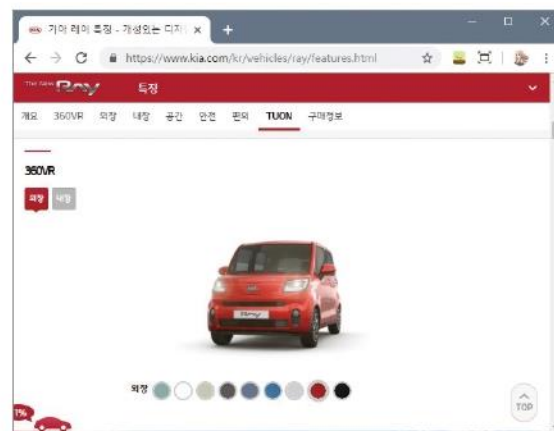 기아 레이 특징 - 개성있는 디자인
https://www.kia.com/kr/vehicles/ray/features.html
The New Ray 특징
개요 360VR 외장 내장 공간 안전 편의 TUON 구매정보
360VR
외장 내장
Ray
외장
1%
TOP